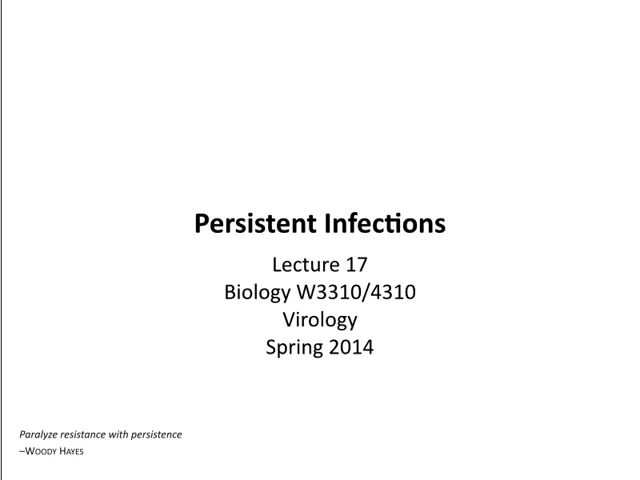 Persistent Infections
Lecture 17
Biology W3310/4310
Virology
Spring 2014
Paralyze resistance with persistence
–Woody Hayes